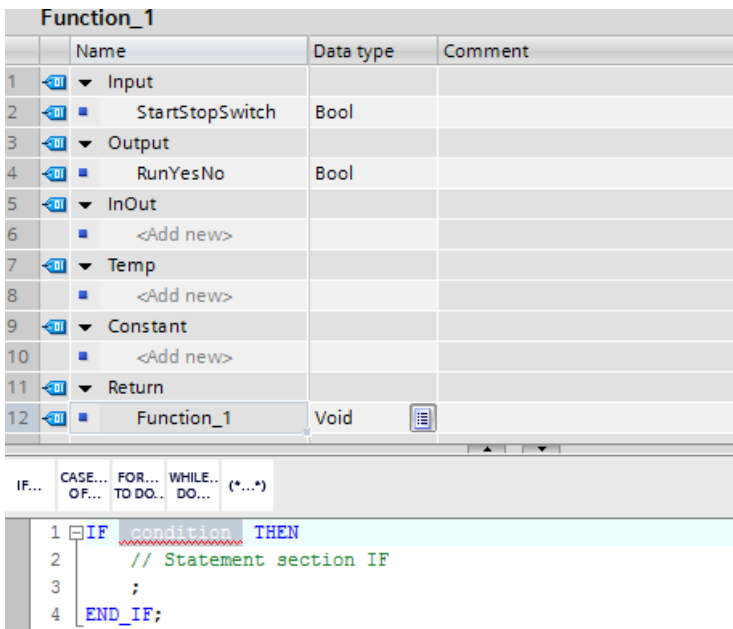 Function_1
Name Data type Comment
1 Input
2 StartStopSwitch Bool
3 Output
4 RunYesNo Bool
5 InOut
6 <Add new>
7 Temp
8 <Add new>
9 Constant
10 <Add new>
11 Return
12 Function_1 Void
IF... CASE... FOR... WHILE.. (*...*)
OF... TO DO.. DO...
1 IF _condition_ THEN
2 // Statement section IF
3 ;
4 END_IF;